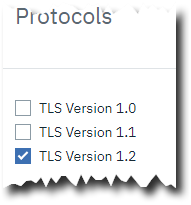 Protocols
TLS Version 1.0
TLS Version 1.1
TLS Version 1.2